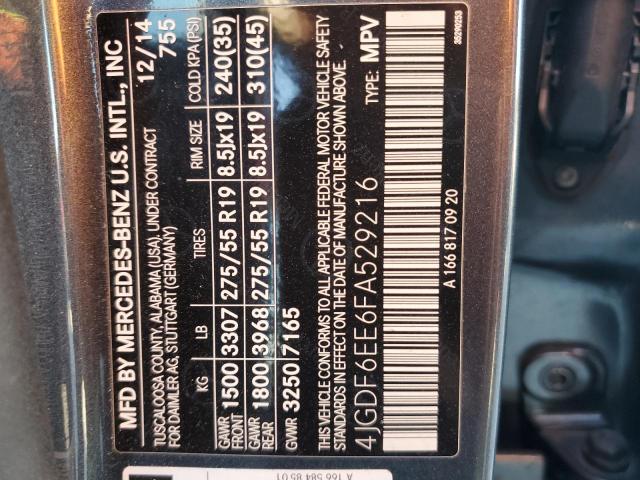 MFD BY MERCEDES-BENZ U.S. INTL., INC
TUSCALOOSA COUNTY, ALABAMA (USA), UNDER CONTRACT 12/14
FOR DAIMLER AG, STUTTGART (GERMANY) 755
KG LB TIRES RIM SIZE COLD KPA (PSI)
GAWR FRONT 1500 3307 275/55 R19 8.5Jx19 240(35)
GAWR REAR 1800 3968 275/55 R19 8.5Jx19 310(45)
GVWR 3250 7165
THIS VEHICLE CONFORMS TO ALL APPLICABLE FEDERAL MOTOR VEHICLE SAFETY
STANDARDS IN EFFECT ON THE DATE OF MANUFACTURE SHOWN ABOVE.
4JGDF6EE6FA529216 TYPE: MPV
A 166 817 09 20
35290253
A 166 584 85 01